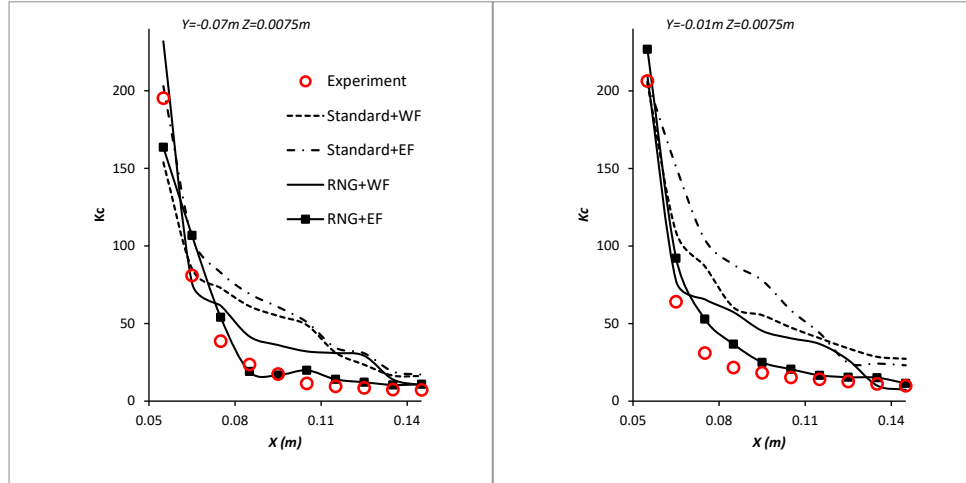 Y=-0.07m Z=0.0075m
200
150
100
50
0
Kc
0.05
0.08
0.11
0.14
X (m)
Experiment
Standard+WF
Standard+EF
RNG+WF
RNG+EF
Y=-0.01m Z=0.0075m
200
150
100
50
0
Kc
0.05
0.08
0.11
0.14
X (m)